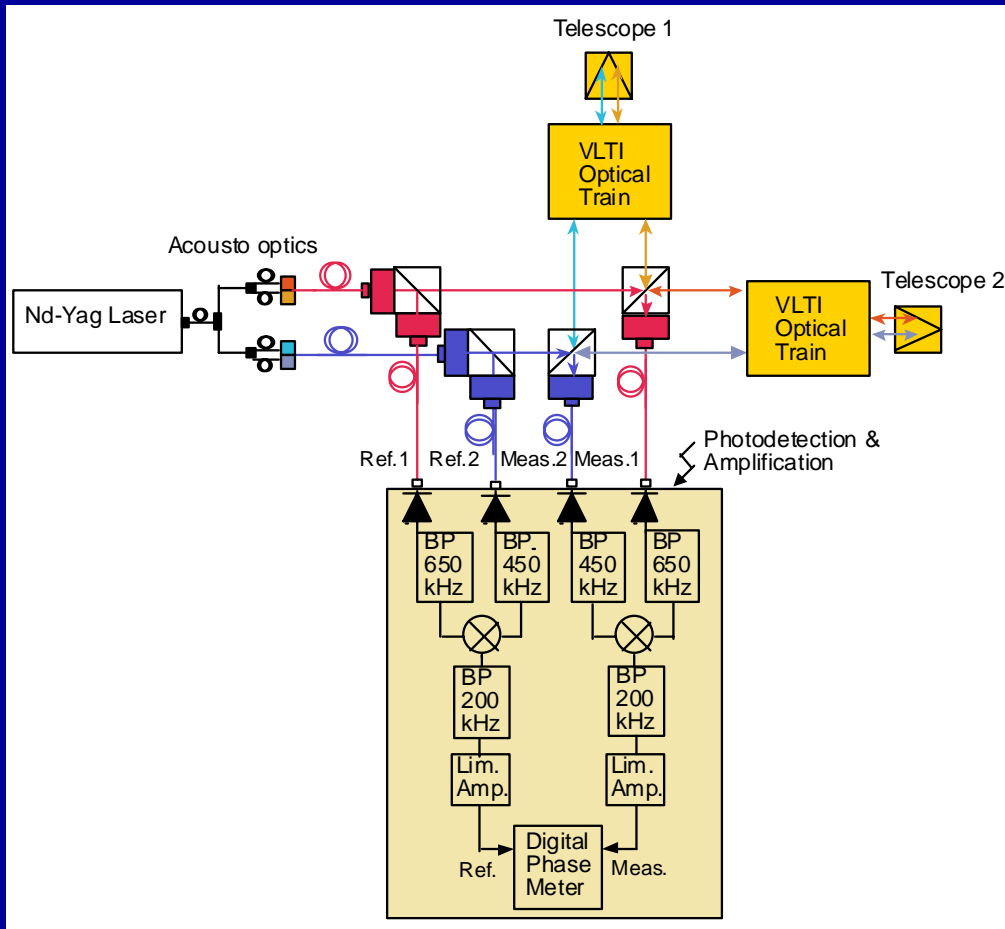 Telescope 1
VLTI
Optical
Train
Acousto optics
Nd-Yag Laser
Telescope 2
VLTI
Optical
Train
Photodetection &
Amplification
Ref.1
Ref.2
Meas.2
Meas.1
BP
650
kHz
BP.
450
kHz
BP
450
kHz
BP
650
kHz
BP
200
kHz
BP
200
kHz
Lim.
Amp.
Lim.
Amp.
Digital
Phase
Meter
Ref.
Meas.